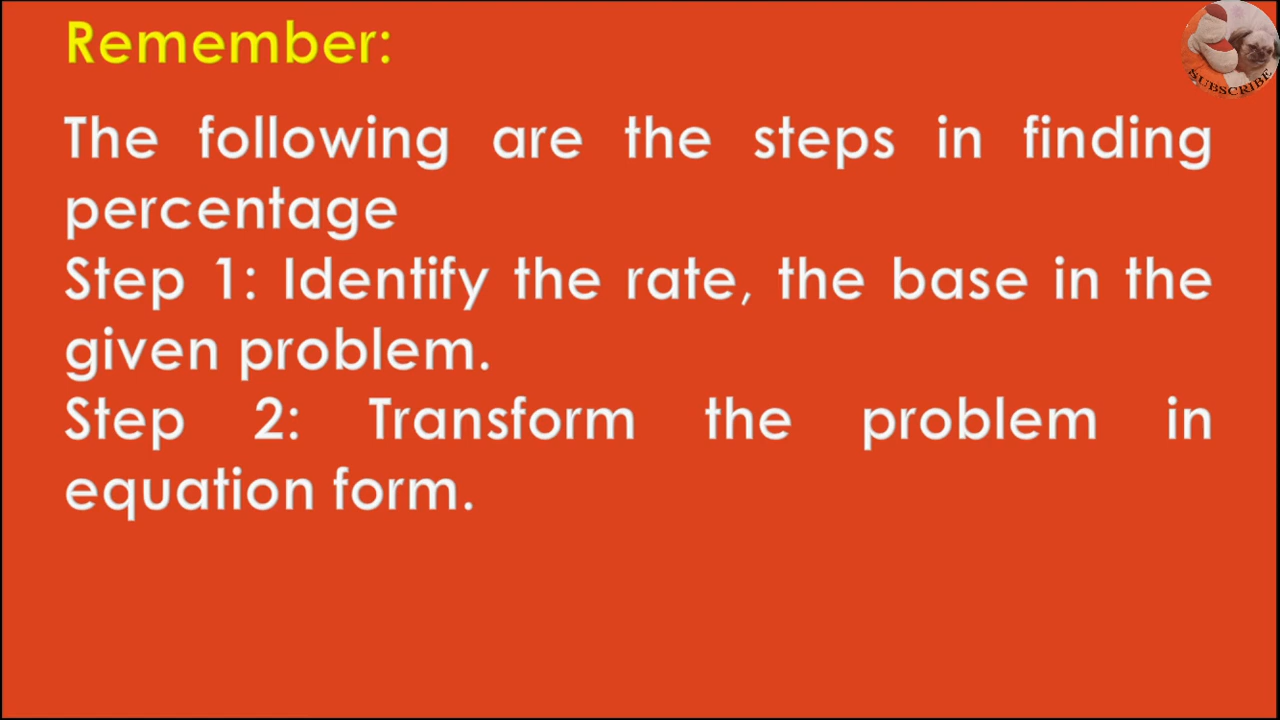 Remember:
SUBSCRIBE
The following are the steps in finding
percentage
Step 1: Identify the rate, the base in the
given problem.
Step 2: Transform the problem in
equation form.